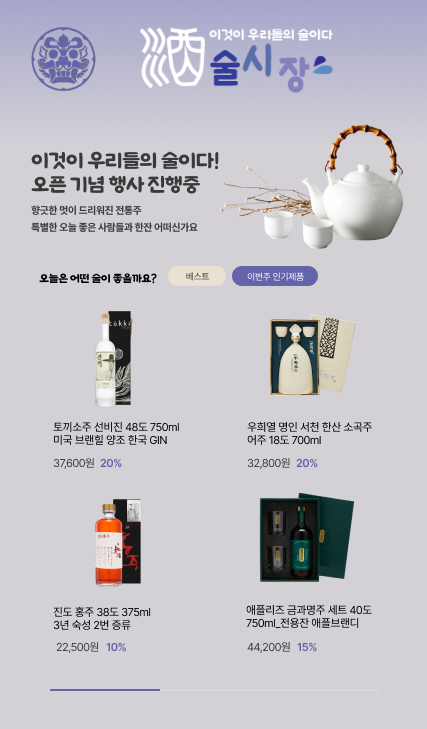 이것이 우리들의 술이다
酒 술시장
이것이 우리들의 술이다!
오픈 기념 행사 진행중
향긋한 멋이 드리워진 전통주
특별한 오늘 좋은 사람들과 한잔 어떠신가요
오늘은 어떤 술이 좋을까요?
베스트
이번주 인기제품
토끼소주 선비진 48도 750ml
미국 브랜힐 양조 한국 GIN
37,600원 20%
우희열 명인 서천 한산 소곡주
어주 18도 700ml
32,800원 20%
진도 홍주 38도 375ml
3년 숙성 2번 증류
22,500원 10%
애플리즈 금과명주 세트 40도
750ml_전용잔 애플브랜디
44,200원 15%